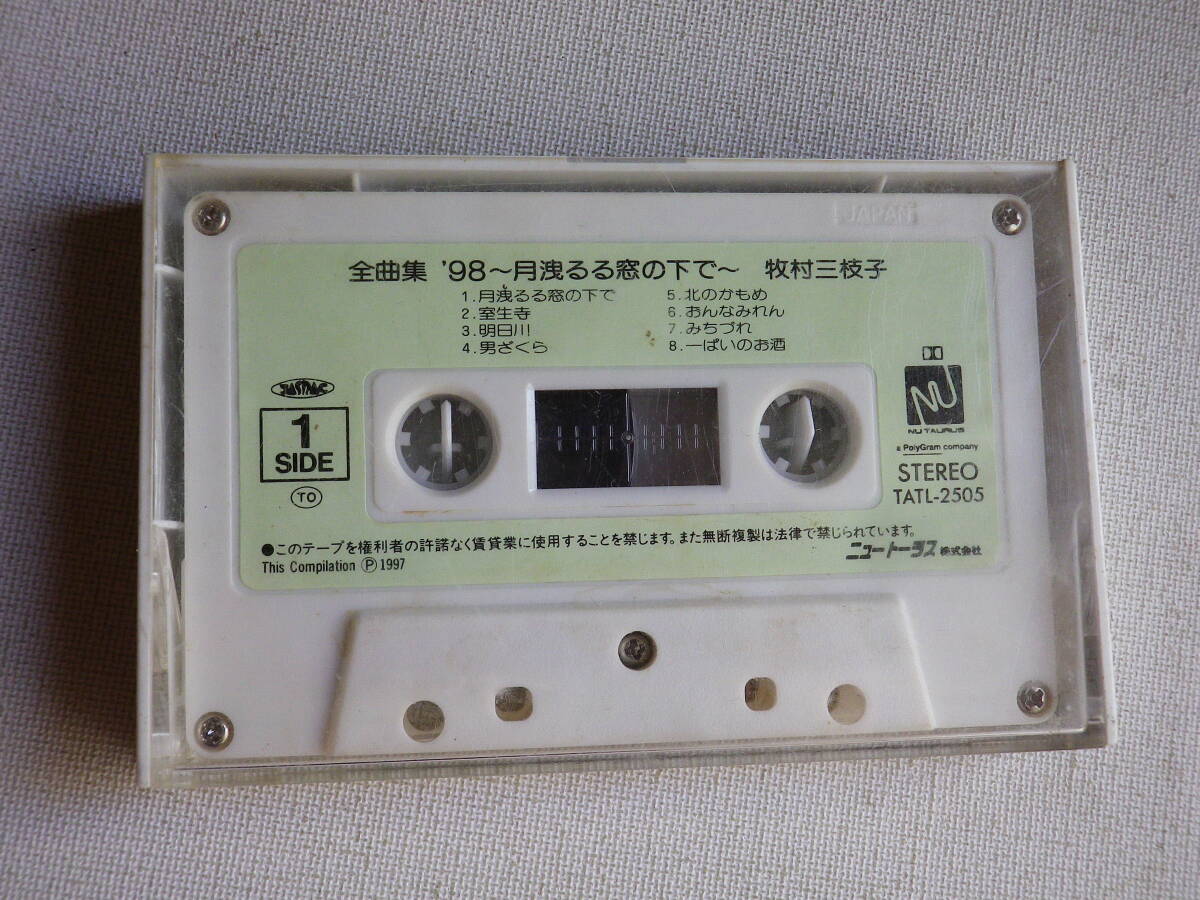 JAPAN
全曲集 '98〜月洩るる窓の下で〜 牧村三枝子
1.月洩るる窓の下で
も
2.室生寺
3.明日川
4.男ざくら
5.北のかもめ
6.おんなみれん
7.みちづれ
8.一ぱいのお酒
JASRAC
1
SIDE
TO
NU TAURUS
a PolyGram company
STEREO
TATL-2505
●このテープを権利者の許諾なく賃貸業に使用することを禁じます。また無断複製は法律で禁じられています。
This Compilation Ⓟ 1997
ニュートーラス株式会社